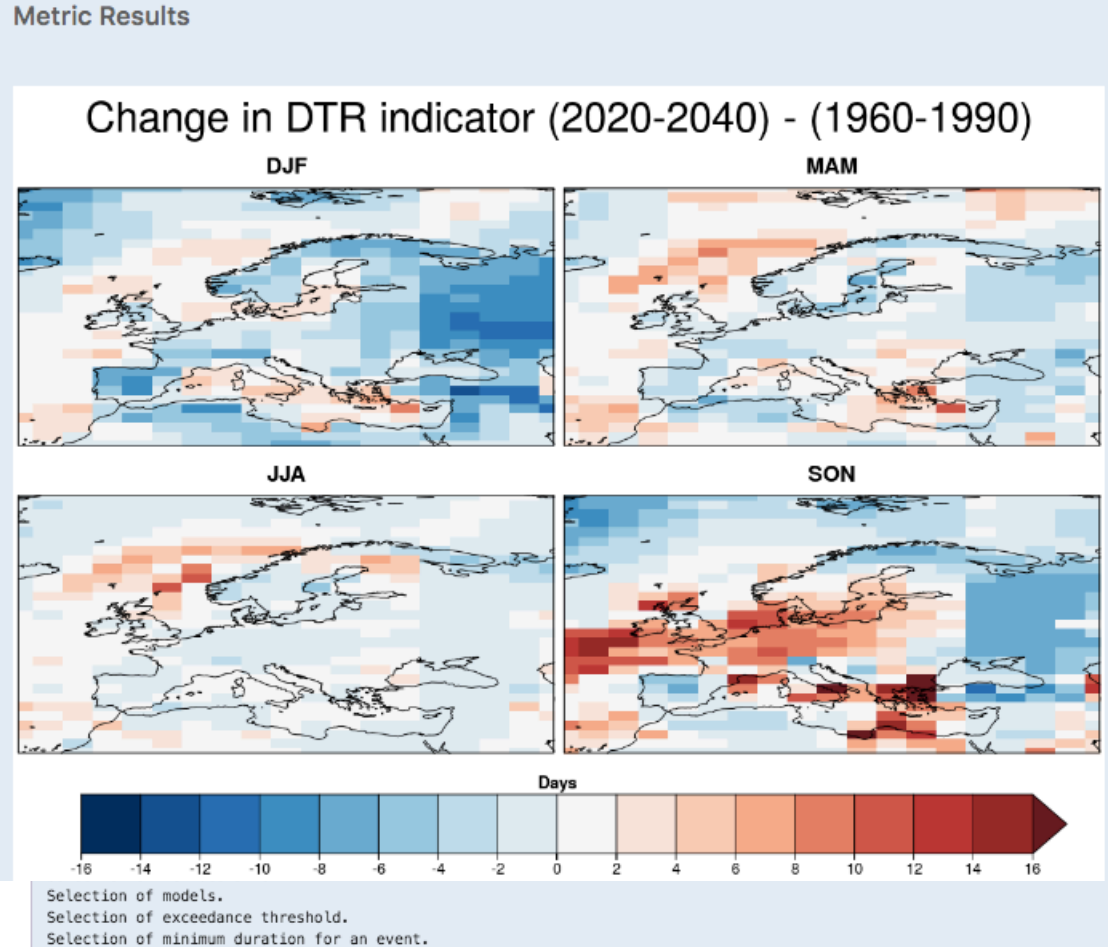 Metric Results
Change in DTR indicator (2020-2040) - (1960-1990)
DJF
MAM
JJA
SON
Days
-16 -14 -12 -10 -8 -6 -4 -2 0 2 4 6 8 10 12 14 16
Selection of models.
Selection of exceedance threshold.
Selection of minimum duration for an event.